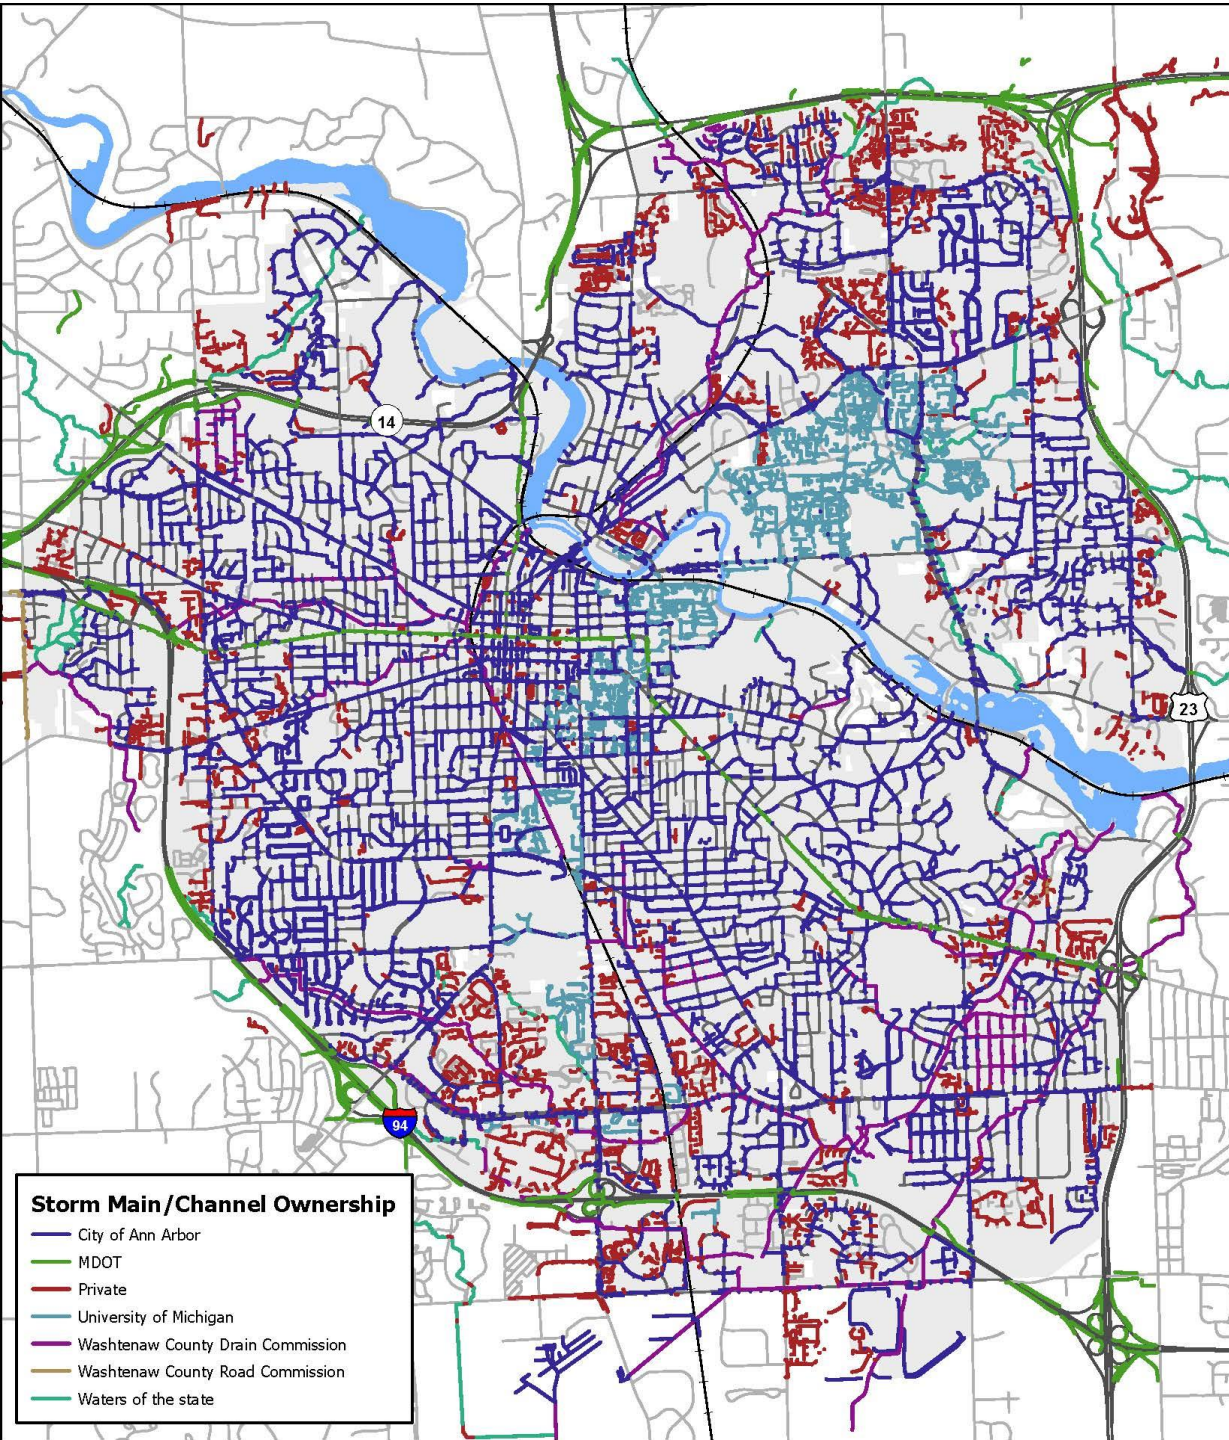 14
23
94
Storm Main/Channel Ownership
City of Ann Arbor
MDOT
Private
University of Michigan
Washtenaw County Drain Commission
Washtenaw County Road Commission
Waters of the state